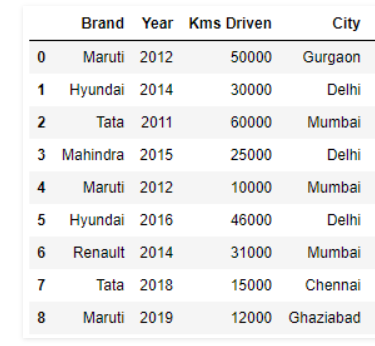 Brand Year Kms Driven City
0 Maruti 2012 50000 Gurgaon
1 Hyundai 2014 30000 Delhi
2 Tata 2011 60000 Mumbai
3 Mahindra 2015 25000 Delhi
4 Maruti 2012 10000 Mumbai
5 Hyundai 2016 46000 Delhi
6 Renault 2014 31000 Mumbai
7 Tata 2018 15000 Chennai
8 Maruti 2019 12000 Ghaziabad